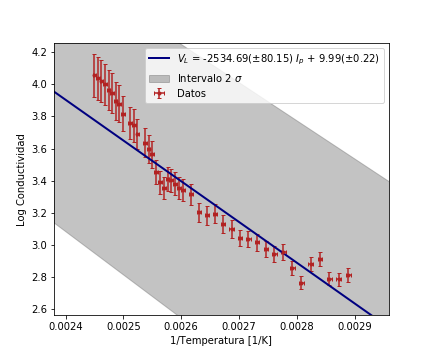 V_L = -2534.69(±80.15) I_p + 9.99(±0.22)
Intervalo 2 σ
Datos
4.2
4.0
3.8
3.6
3.4
3.2
3.0
2.8
2.6
Log Conductividad
0.0024 0.0025 0.0026 0.0027 0.0028 0.0029
1/Temperatura [1/K]